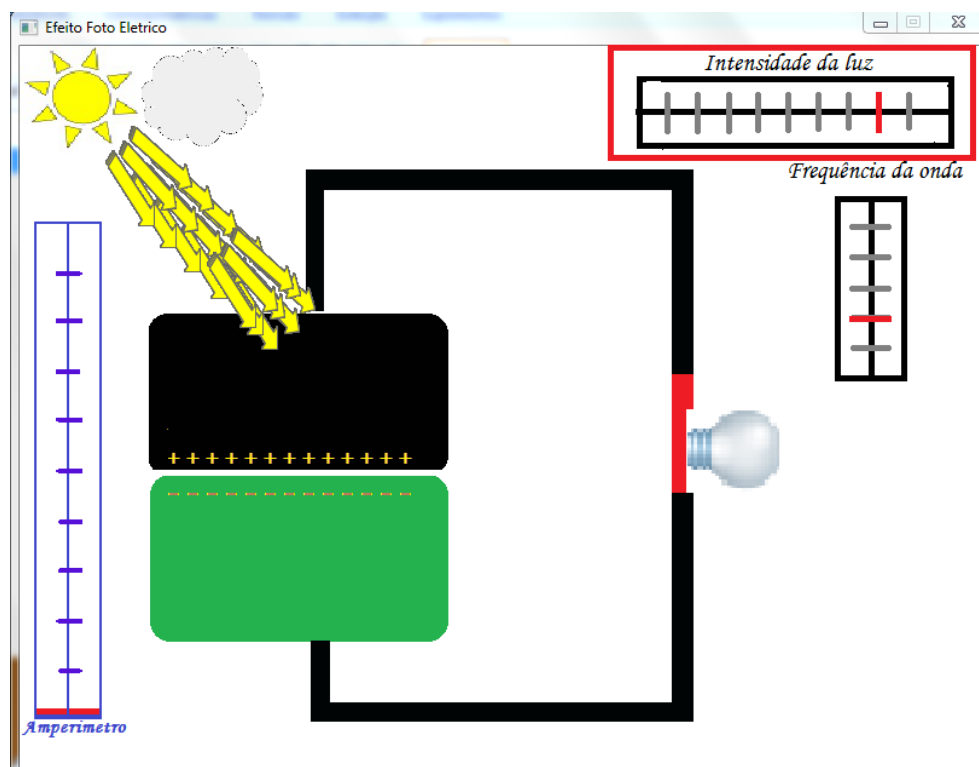 Efeito Foto Eletrico
Intensidade da luz
Frequência da onda
+ + + + + + + + + + + + +
- - - - - - - - - - - - -
Amperimetro